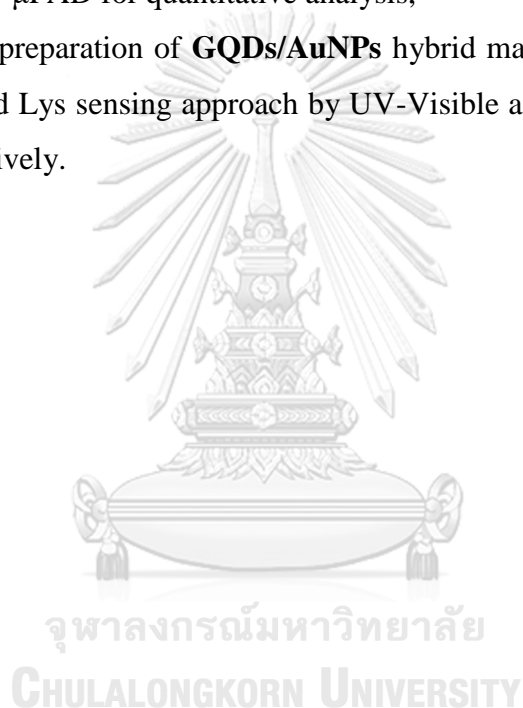 μPAD for quantitative analysis,
preparation of GQDs/AuNPs hybrid ma
d Lys sensing approach by UV-Visible a
ively.
จุฬาลงกรณ์มหาวิทยาลัย
CHULALONGKORN UNIVERSITY